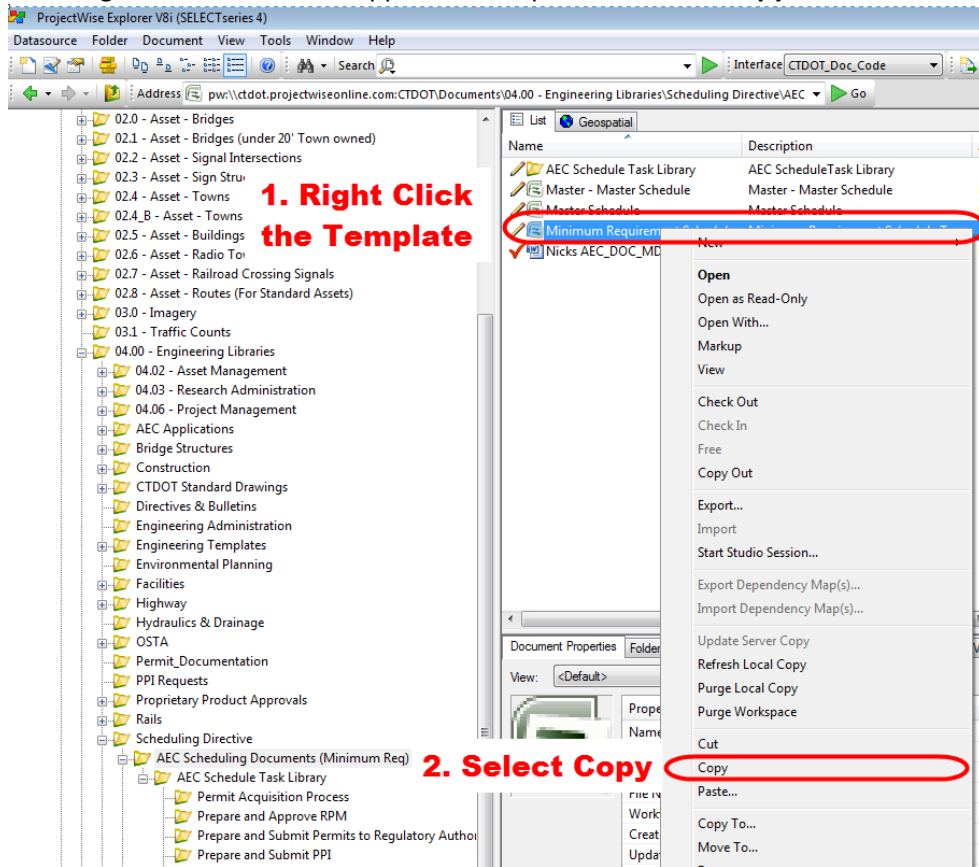 ProjectWise Explorer V8i (SELECTseries 4)
Datasource Folder Document View Tools Window Help
Search Interface CTDOT_Doc_Code
Address pw:\\ctdot.projectwiseonline.com:CTDOT\Documents\04.00 - Engineering Libraries\Scheduling Directive\AEC Go
02.0 - Asset - Bridges
02.1 - Asset - Bridges (under 20' Town owned)
02.2 - Asset - Signal Intersections
02.3 - Asset - Sign
02.4 - Asset - Towns
02.4_B - Asset - Towns
02.5 - Asset - Buildings
02.6 - Asset - Radio
02.7 - Asset - Railroad Crossing Signals
02.8 - Asset - Routes (For Standard Assets)
03.0 - Imagery
03.1 - Traffic Counts
04.00 - Engineering Libraries
04.02 - Asset Management
04.03 - Research Administration
04.06 - Project Management
AEC Applications
Bridge Structures
Construction
CTDOT Standard Drawings
Directives & Bulletins
Engineering Administration
Engineering Templates
Environmental Planning
Facilities
Highway
Hydraulics & Drainage
OSTA
Permit_Documentation
PPI Requests
Proprietary Product Approvals
Rails
Scheduling Directive
AEC Scheduling Documents (Minimum Req)
AEC Schedule Task Library
Permit Acquisition Process
Prepare and Approve RPM
Prepare and Submit Permits to Regulatory Author
Prepare and Submit PPI
1. Right Click
the Template
List Geospatial
Name Description
AEC Schedule Task Library AEC ScheduleTask Library
Master - Master Schedule Master - Master Schedule
Master Schedule Master Schedule
Minimum Requirem
Nicks AEC_DOC_MD
New
Open
Open as Read-Only
Open With...
Markup
View
Check Out
Check In
Free
Copy Out
Export...
Import
Start Studio Session...
Export Dependency Map(s)...
Import Dependency Map(s)...
Update Server Copy
Refresh Local Copy
Purge Local Copy
Purge Workspace
Cut
Copy
Paste...
Copy To...
Move To...
Document Properties Folder
View: <Default>
Prope
Name
2. Select Copy
File N
Work
Creat
Upda